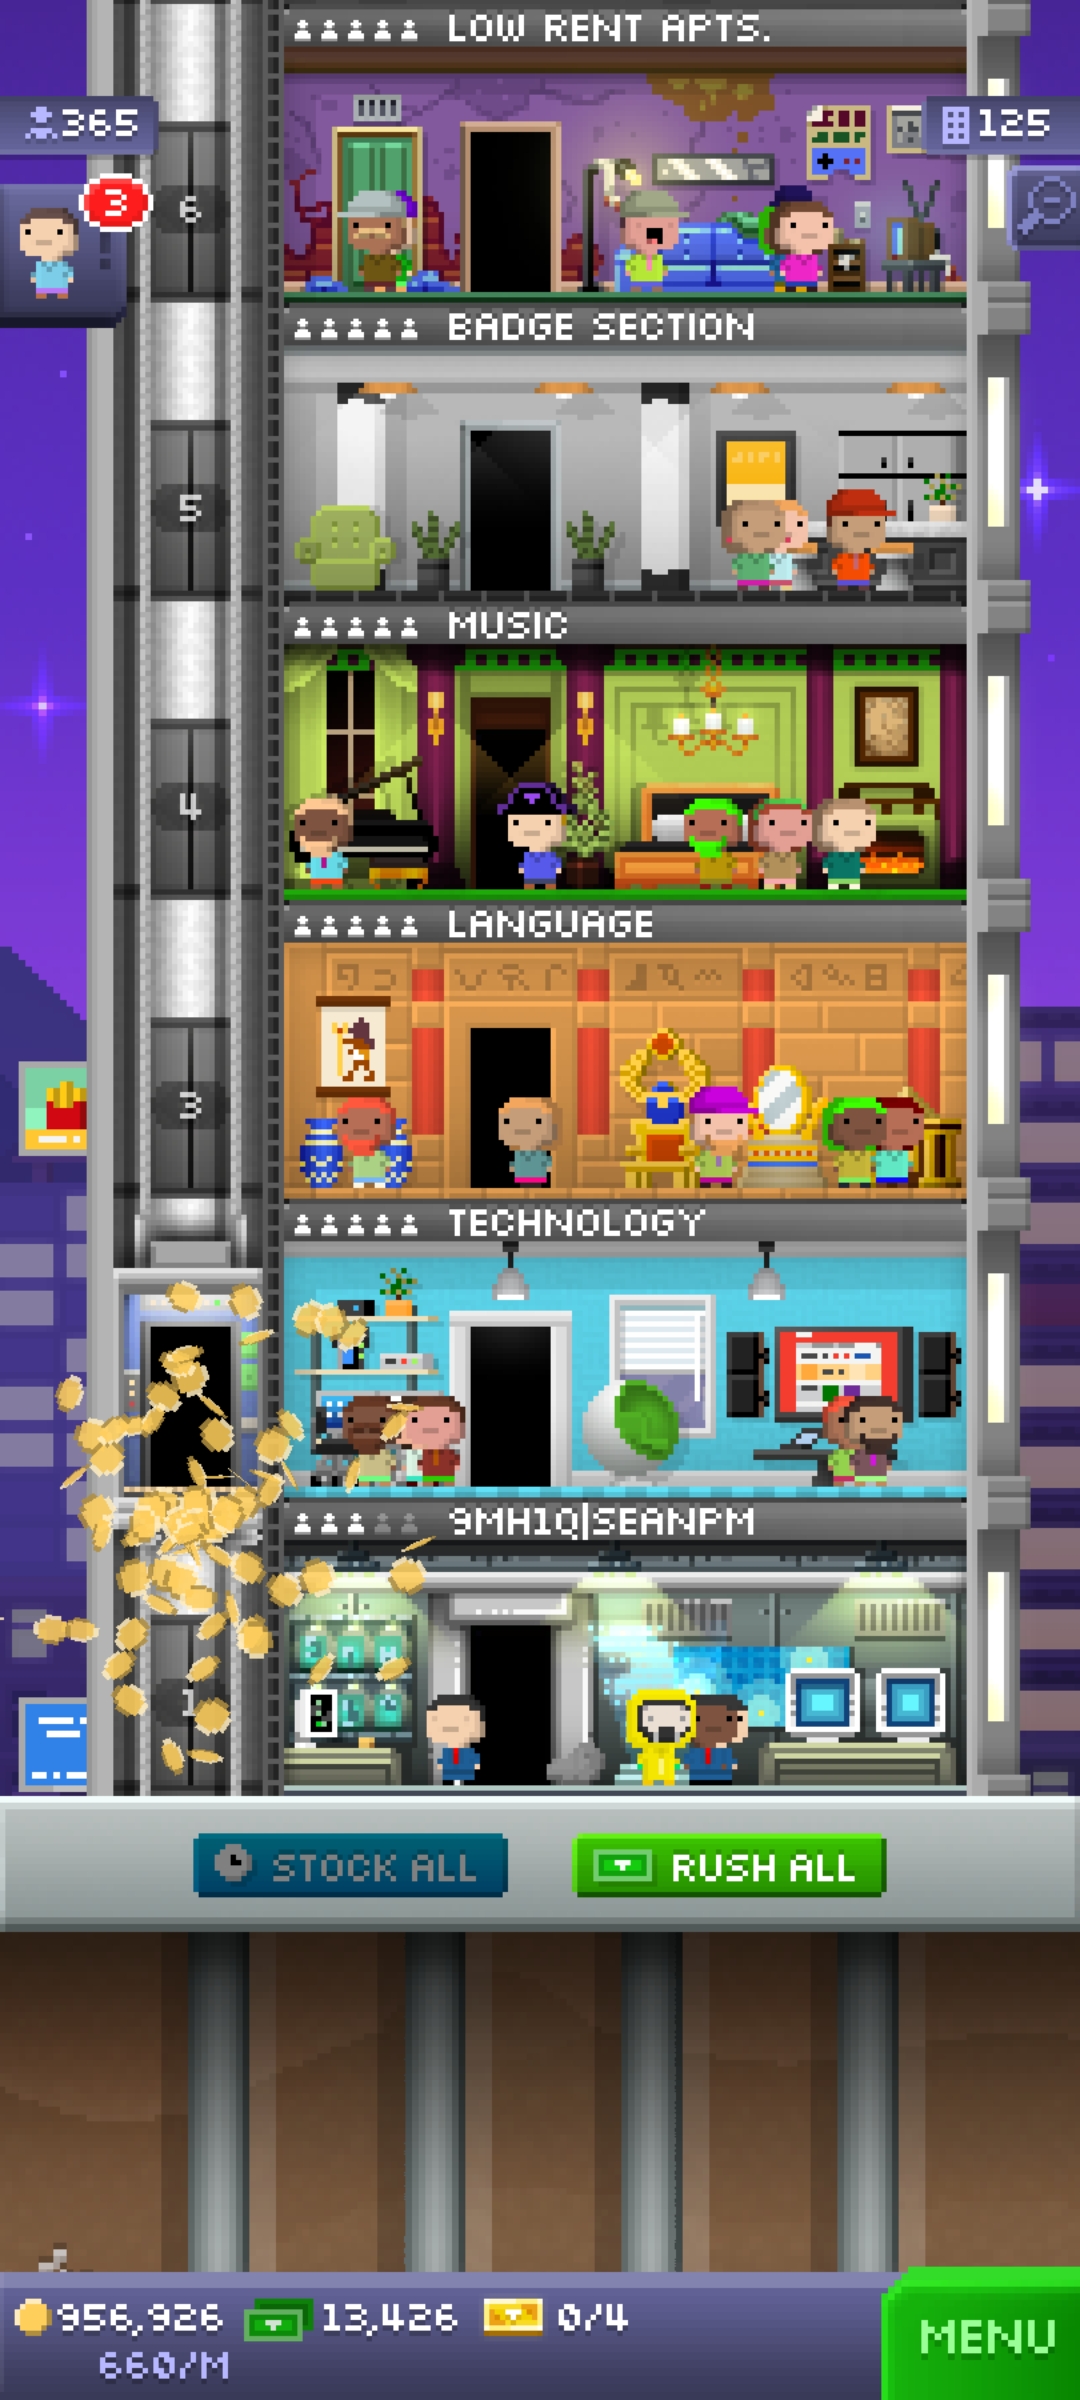 LOW RENT APTS.
365
125
3
6
BADGE SECTION
5
MUSIC
4
LANGUAGE
3
TECHNOLOGY
9MH1Q|SEANPM
1
STOCK ALL
RUSH ALL
956,926
13,426
0/4
660/M
MENU